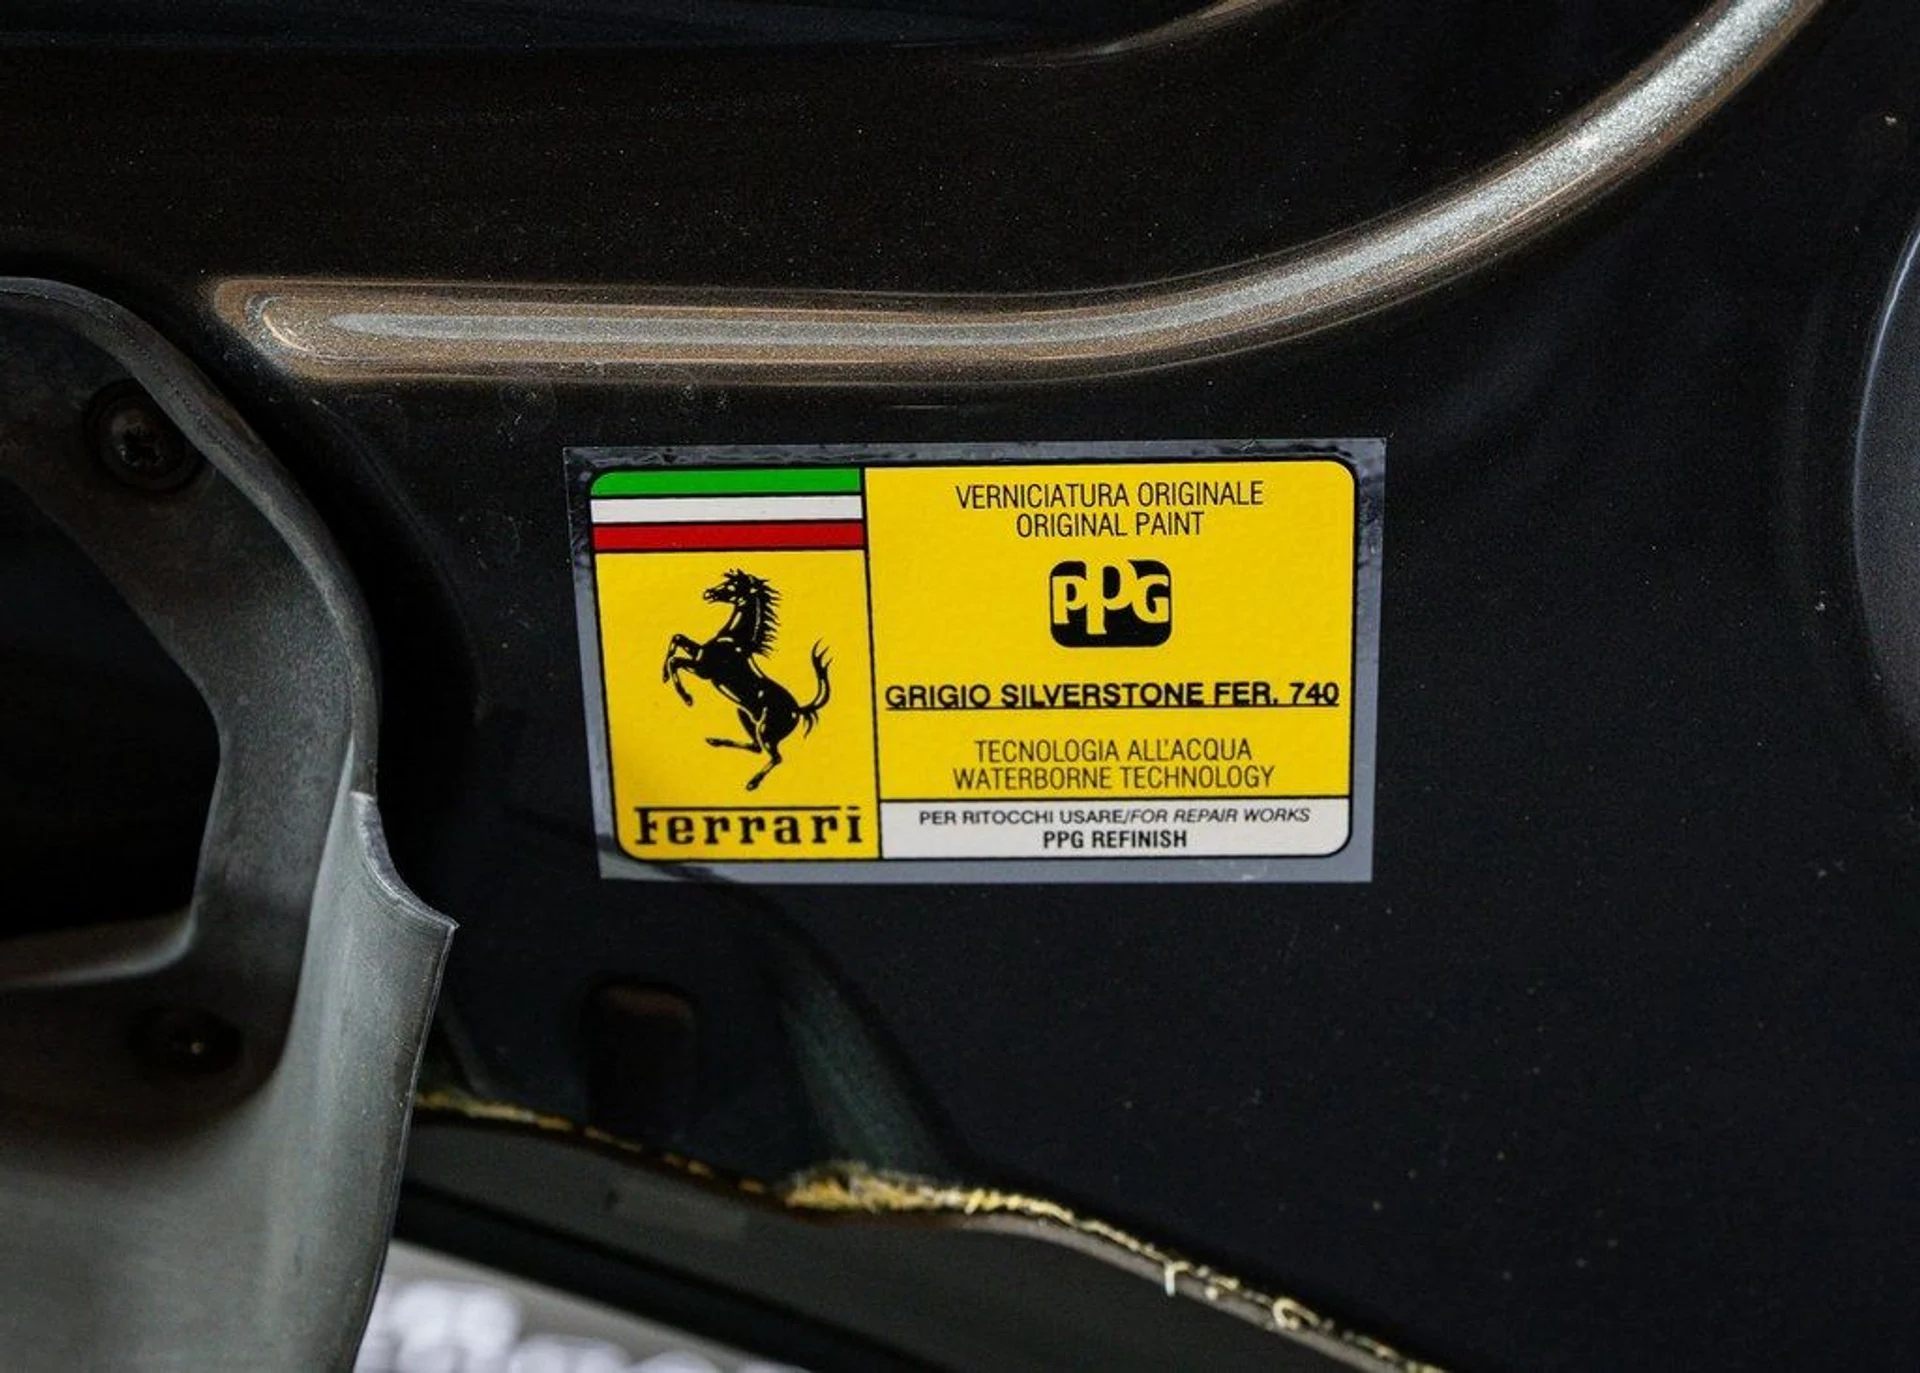 VERNICIATURA ORIGINALE
ORIGINAL PAINT
PPG
GRIGIO SILVERSTONE FER. 740
TECNOLOGIA ALL'ACQUA
WATERBORNE TECHNOLOGY
PER RITOCCHI USARE/FOR REPAIR WORKS
PPG REFINISH
Ferrari